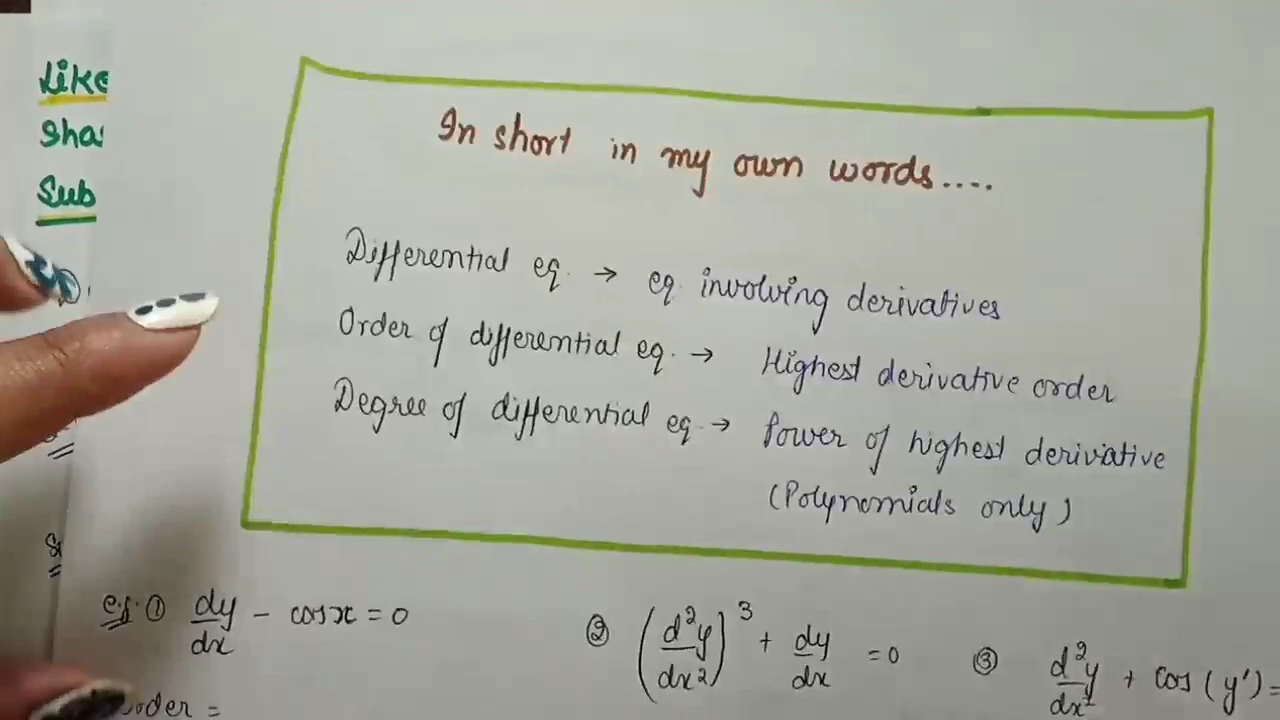 Like
Sha
Sub
In short in my own words....
Differential eq. → eq. involving derivatives
Order of differential eq. → Highest derivative order
Degree of differential eq. → Power of highest derivative
(Polynomials only)
e.g. ① dy/dx - cos x = 0
② (d²y/dx²)³ + dy/dx = 0
③ d²y/dx² + cos(y') =
order =